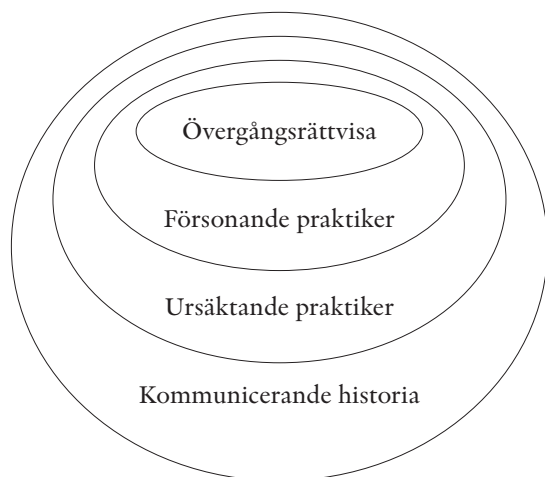 Övergångsrättvisa
Försonande praktiker
Ursäktande praktiker
Kommunicerande historia